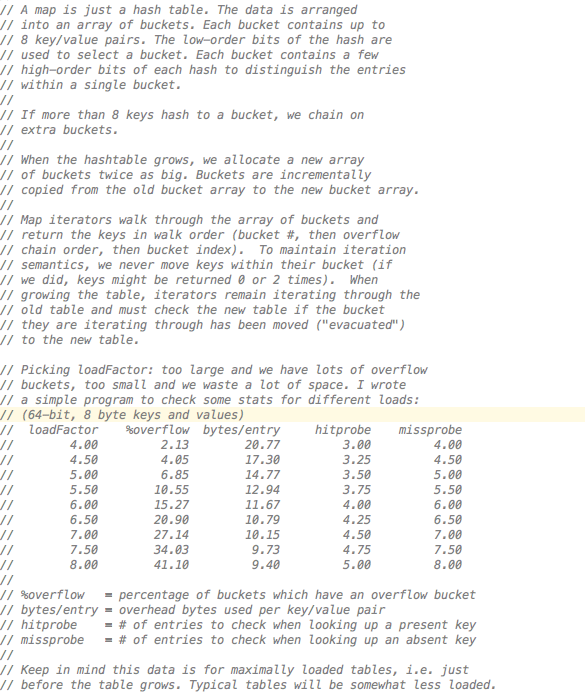 // A map is just a hash table. The data is arranged
// into an array of buckets. Each bucket contains up to
// 8 key/value pairs. The low-order bits of the hash are
// used to select a bucket. Each bucket contains a few
// high-order bits of each hash to distinguish the entries
// within a single bucket.
//
// If more than 8 keys hash to a bucket, we chain on
// extra buckets.
//
// When the hashtable grows, we allocate a new array
// of buckets twice as big. Buckets are incrementally
// copied from the old bucket array to the new bucket array.
//
// Map iterators walk through the array of buckets and
// return the keys in walk order (bucket #, then overflow
// chain order, then bucket index).  To maintain iteration
// semantics, we never move keys within their bucket (if
// we did, keys might be returned 0 or 2 times).  When
// growing the table, iterators remain iterating through the
// old table and must check the new table if the bucket
// they are iterating through has been moved ("evacuated")
// to the new table.

// Picking loadFactor: too large and we have lots of overflow
// buckets, too small and we waste a lot of space. I wrote
// a simple program to check some stats for different loads:
// (64-bit, 8 byte keys and values)
//  loadFactor    %overflow  bytes/entry     hitprobe    missprobe
//        4.00         2.13        20.77         3.00         4.00
//        4.50         4.05        17.30         3.25         4.50
//        5.00         6.85        14.77         3.50         5.00
//        5.50        10.55        12.94         3.75         5.50
//        6.00        15.27        11.67         4.00         6.00
//        6.50        20.90        10.79         4.25         6.50
//        7.00        27.14        10.15         4.50         7.00
//        7.50        34.03         9.73         4.75         7.50
//        8.00        41.10         9.40         5.00         8.00
//
// %overflow   = percentage of buckets which have an overflow bucket
// bytes/entry = overhead bytes used per key/value pair
// hitprobe    = # of entries to check when looking up a present key
// missprobe   = # of entries to check when looking up an absent key
//
// Keep in mind this data is for maximally loaded tables, i.e. just
// before the table grows. Typical tables will be somewhat less loaded.